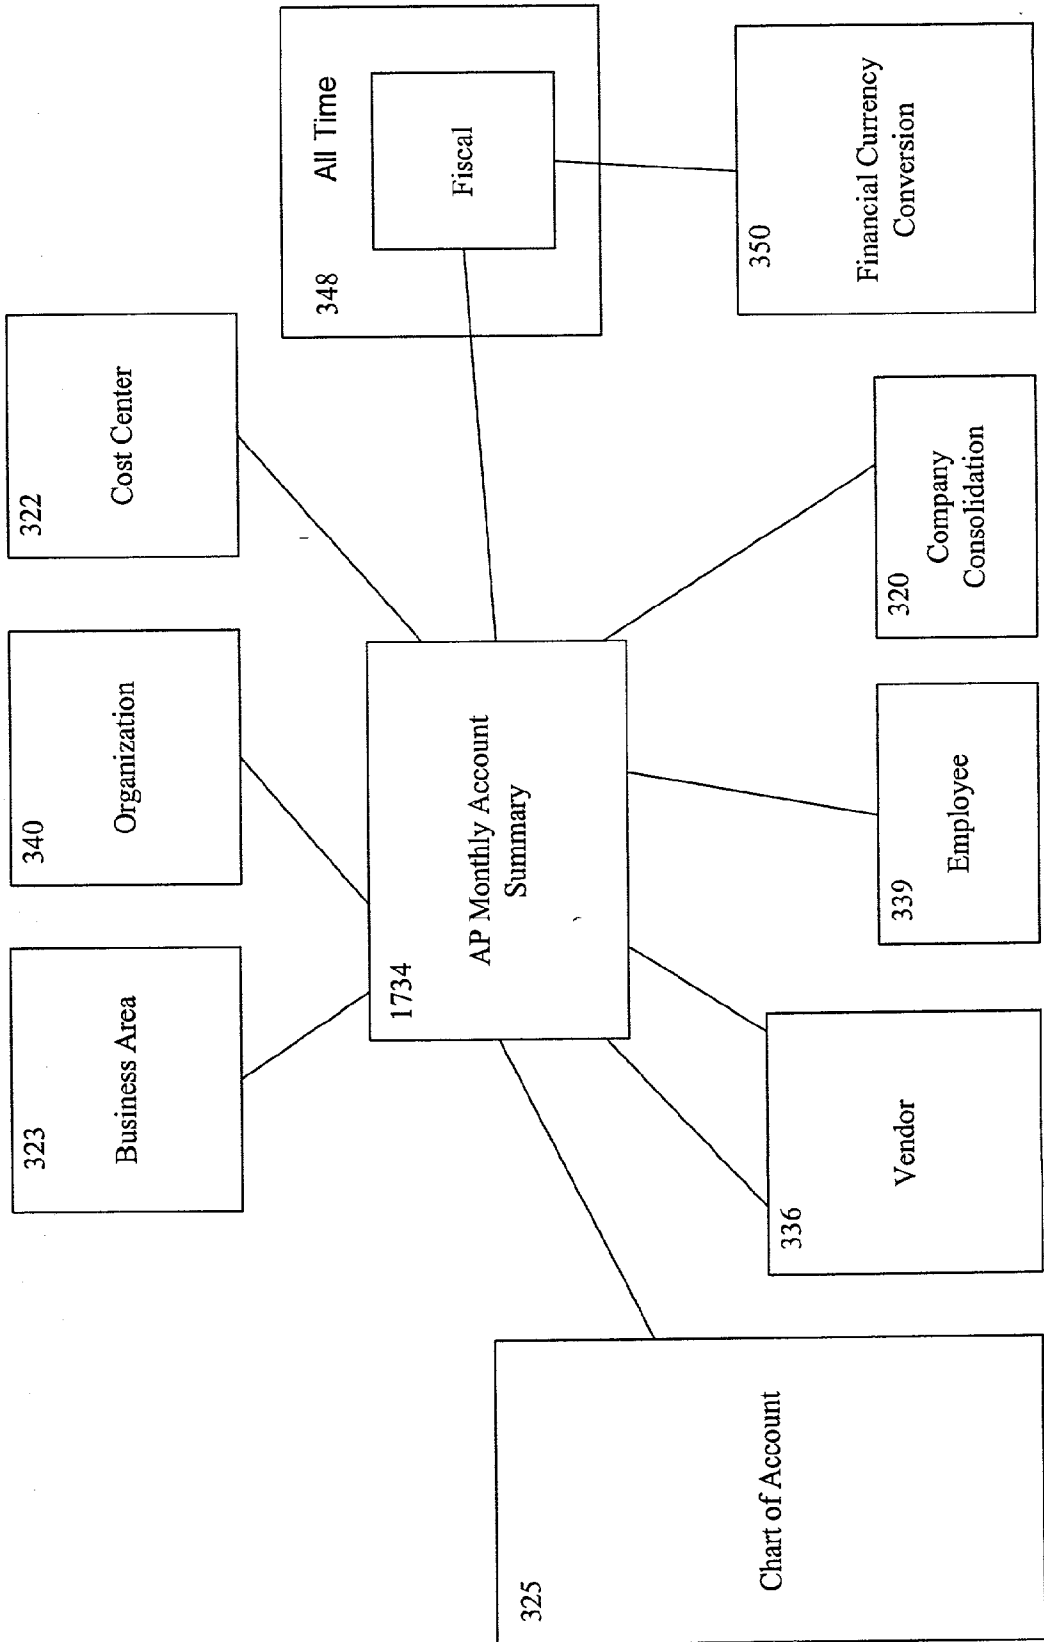 323
Business Area
340
Organization
322
Cost Center
348
All Time
Fiscal
1734
AP Monthly Account
Summary
325
Chart of Account
336
Vendor
339
Employee
320
Company
Consolidation
350
Financial Currency
Conversion